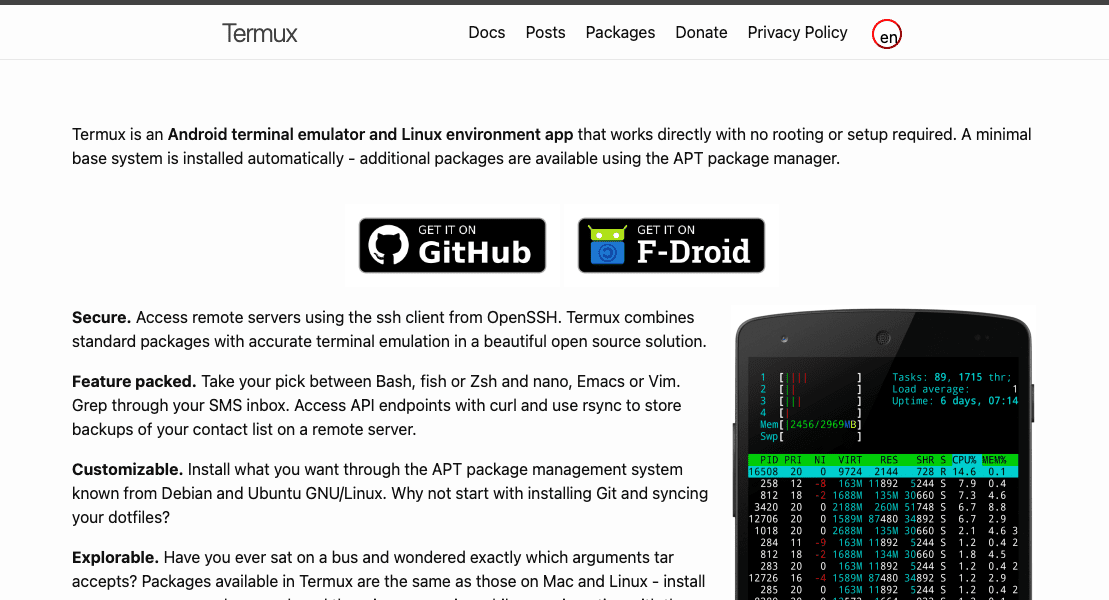 Termux
Docs Posts Packages Donate Privacy Policy en
Termux is an Android terminal emulator and Linux environment app that works directly with no rooting or setup required. A minimal
base system is installed automatically - additional packages are available using the APT package manager.
GET IT ON
GitHub
GET IT ON
F-Droid
Secure. Access remote servers using the ssh client from OpenSSH. Termux combines
standard packages with accurate terminal emulation in a beautiful open source solution.
Feature packed. Take your pick between Bash, fish or Zsh and nano, Emacs or Vim.
Grep through your SMS inbox. Access API endpoints with curl and use rsync to store
backups of your contact list on a remote server.
Customizable. Install what you want through the APT package management system
known from Debian and Ubuntu GNU/Linux. Why not start with installing Git and syncing
your dotfiles?
Explorable. Have you ever sat on a bus and wondered exactly which arguments tar
accepts? Packages available in Termux are the same as those on Mac and Linux - install
1 [|||| ] Tasks: 89, 1715 thr;
2 [|| ] Load average: 1
3 [||| ] Uptime: 6 days, 07:14
4 [| ]
Mem[|2456/2969MB]
Swp[ ]
PID PRI NI VIRT RES SHR S CPU% MEM%
16508 20 0 9724 2144 728 R 14.6 0.1
258 12 -8 163M 11892 5244 S 7.9 0.4
812 18 -2 1688M 135M 30660 S 7.3 4.6
3420 20 0 2188M 260M 51748 S 6.7 8.8
12706 20 0 1589M 87480 34892 S 6.7 2.9
1018 20 0 2688M 135M 30660 S 2.1 4.6 3
284 11 -9 163M 11892 5244 S 1.2 0.4 2
812 18 -2 1688M 134M 30660 S 1.8 4.5
283 20 0 163M 11892 5244 S 1.2 0.4 2
12726 16 -4 1589M 87480 34892 S 1.2 2.9
285 20 0 163M 11892 5244 S 1.2 0.4 2